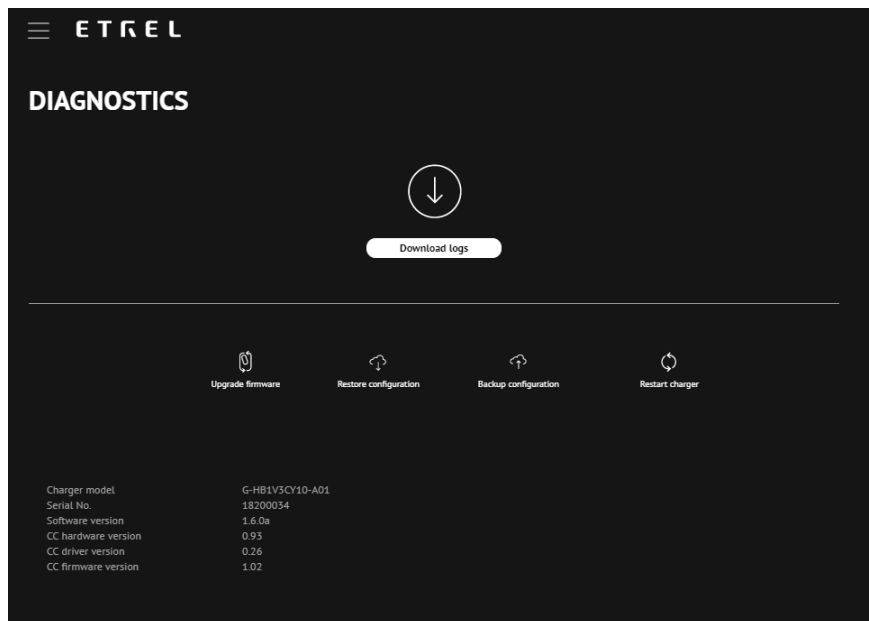 ETREL
DIAGNOSTICS
Download logs
Upgrade firmware Restore configuration Backup configuration Restart charger
Charger model G-HB1V3CY10-A01
Serial No. 18200034
Software version 1.6.0a
CC hardware version 0.93
CC driver version 0.26
CC firmware version 1.02